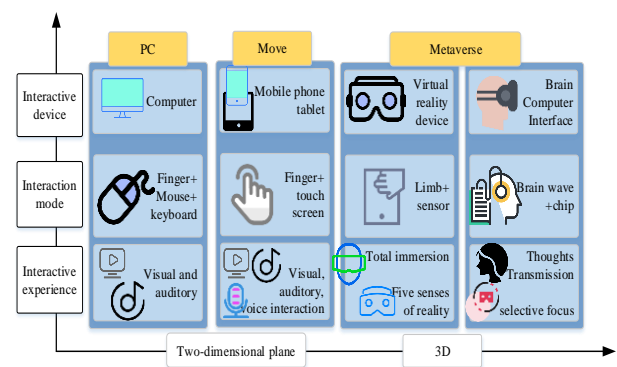 PC
Move
Metaverse
Interactive
device
Computer
Mobile phone
tablet
Virtual
reality
device
Brain
Computer
Interface
Interaction
mode
Finger+
Mouse+
keyboard
Finger+
touch
screen
Limb+
sensor
Brain wave
+chip
Interactive
experience
Visual and
auditory
Visual,
auditory,
Voice interaction
Total immersion
Five senses
of reality
Thoughts
Transmission
selective focus
Two-dimensional plane
3D